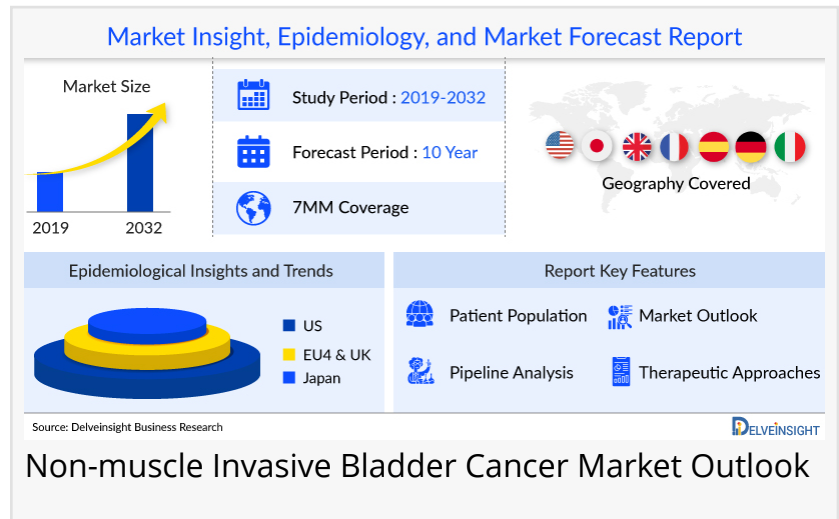 Market Insight, Epidemiology, and Market Forecast Report
Market Size
2019
2032
Study Period : 2019-2032
Forecast Period : 10 Year
7MM Coverage
Geography Covered
Epidemiological Insights and Trends
US
EU4 & UK
Japan
Report Key Features
Patient Population
Market Outlook
Pipeline Analysis
Therapeutic Approaches
Source: Delveinsight Business Research
DELVEINSIGHT
Non-muscle Invasive Bladder Cancer Market Outlook